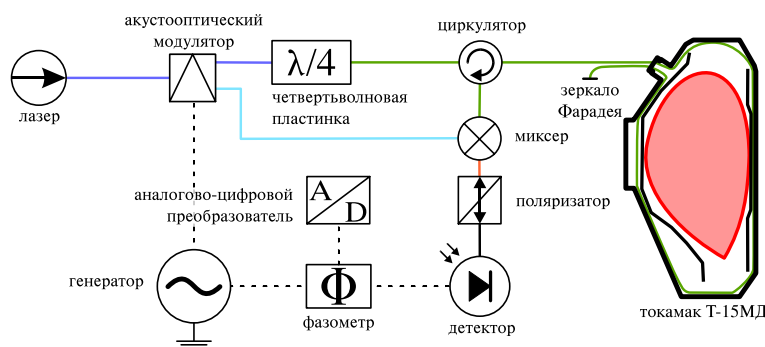 акустооптический
модулятор
циркулятор
λ/4
лазер
четвертьволновая
пластинка
зеркало
Фарадея
миксер
аналогово-цифровой
преобразователь
A
D
поляризатор
генератор
Ф
фазометр
детектор
токамак Т-15МД